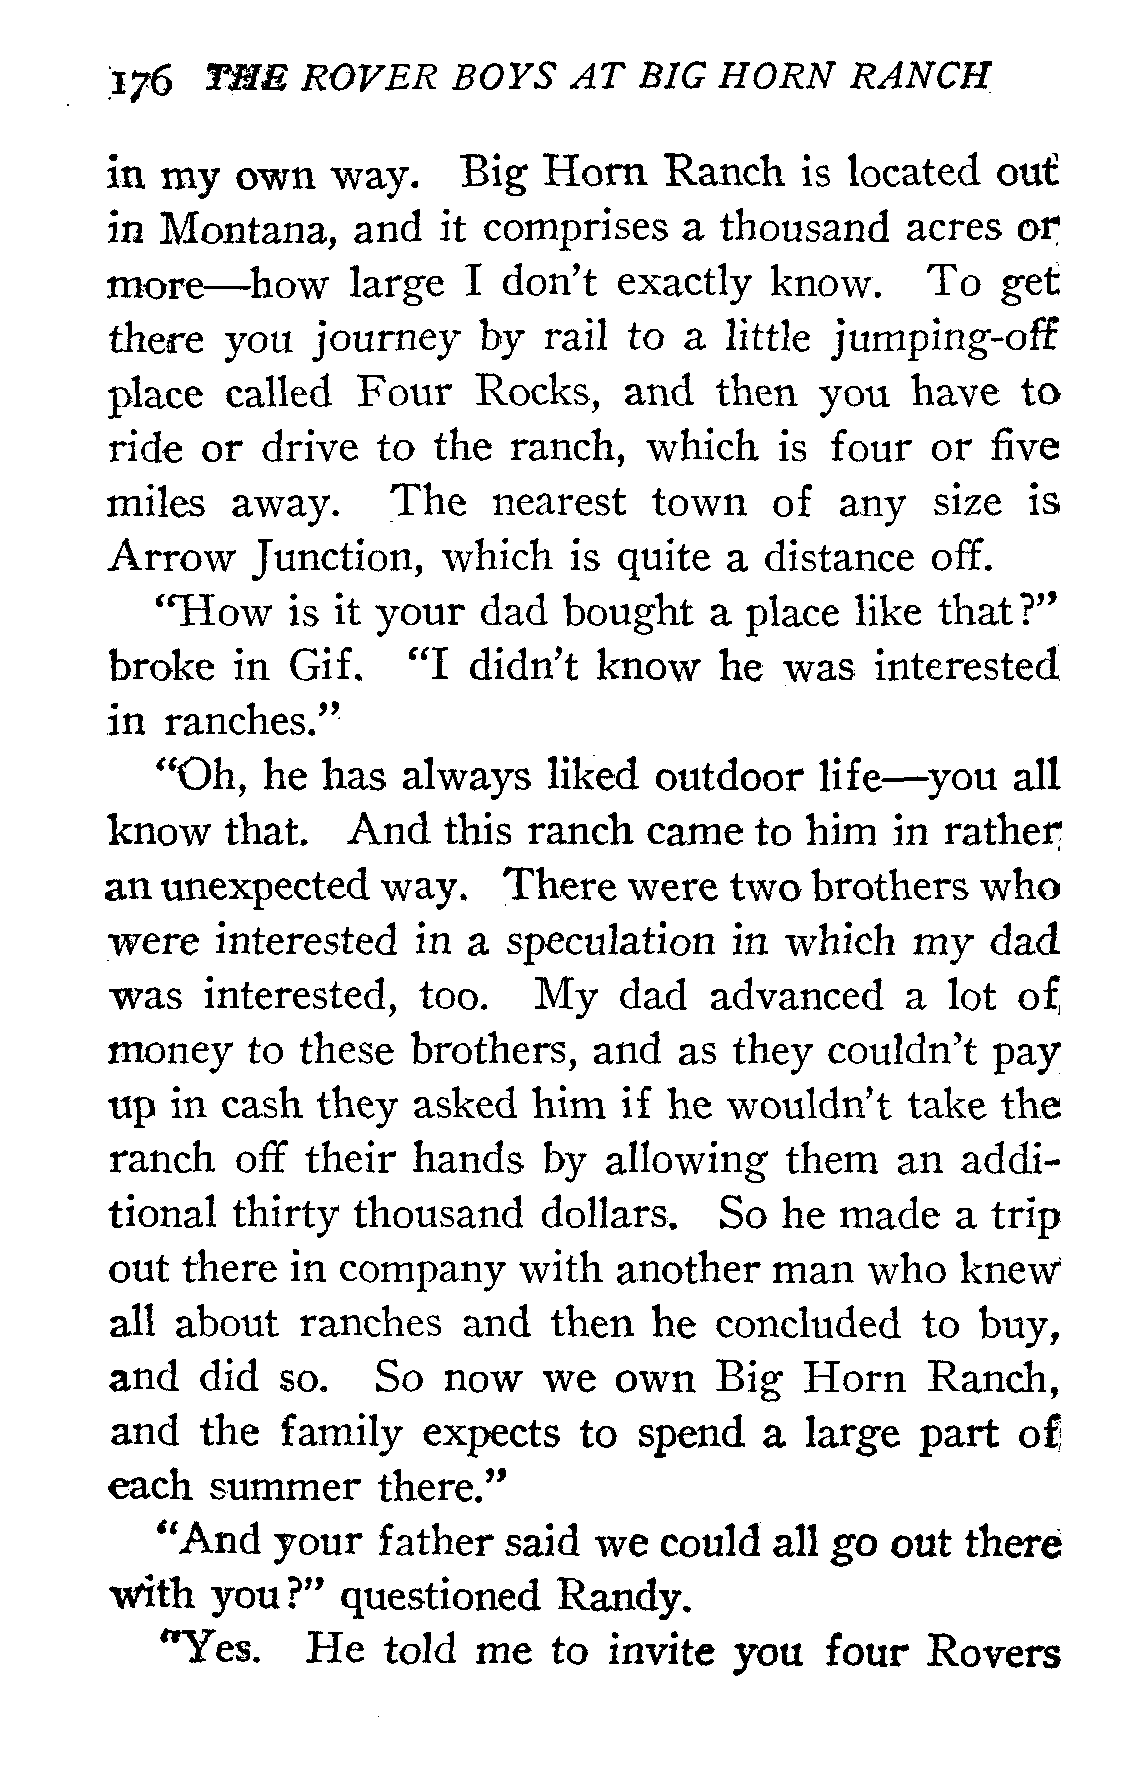 176 THE ROVER BOYS AT BIG HORN RANCH
in my own way. Big Horn Ranch is located out
in Montana, and it comprises a thousand acres or
more—how large I don't exactly know. To get
there you journey by rail to a little jumping-off
place called Four Rocks, and then you have to
ride or drive to the ranch, which is four or five
miles away. The nearest town of any size is
Arrow Junction, which is quite a distance off.
"How is it your dad bought a place like that?"
broke in Gif. "I didn't know he was interested
in ranches."
"Oh, he has always liked outdoor life—you all
know that. And this ranch came to him in rather
an unexpected way. There were two brothers who
were interested in a speculation in which my dad
was interested, too. My dad advanced a lot of
money to these brothers, and as they couldn't pay
up in cash they asked him if he wouldn't take the
ranch off their hands by allowing them an addi-
tional thirty thousand dollars. So he made a trip
out there in company with another man who knew
all about ranches and then he concluded to buy,
and did so. So now we own Big Horn Ranch,
and the family expects to spend a large part of
each summer there."
"And your father said we could all go out there
with you?" questioned Randy.
"Yes. He told me to invite you four Rovers